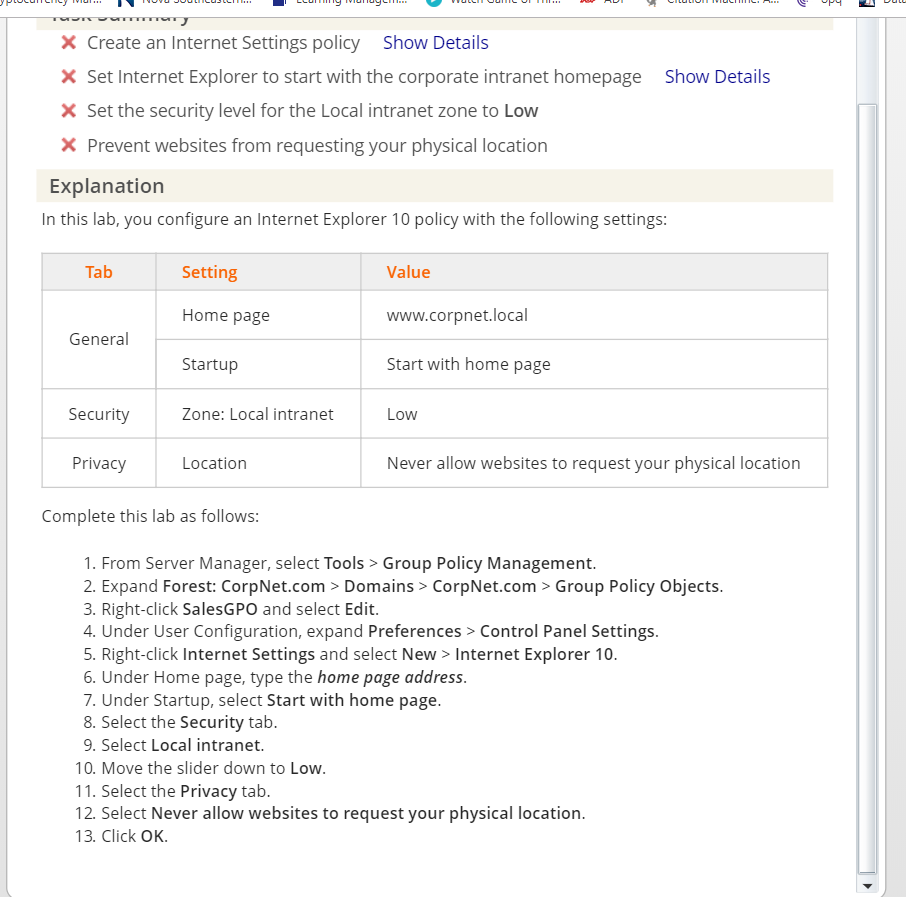 Nova Southeastern...
Learning Managem...
Watch Game of Thr...
Citation Machine: A...
Task Summary
Create an Internet Settings policy Show Details
Set Internet Explorer to start with the corporate intranet homepage Show Details
Set the security level for the Local intranet zone to Low
Prevent websites from requesting your physical location
Explanation
In this lab, you configure an Internet Explorer 10 policy with the following settings:
Tab Setting Value
General
Home page www.corpnet.local
Startup Start with home page
Security Zone: Local intranet Low
Privacy Location Never allow websites to request your physical location
Complete this lab as follows:
1. From Server Manager, select Tools > Group Policy Management.
2. Expand Forest: CorpNet.com > Domains > CorpNet.com > Group Policy Objects.
3. Right-click SalesGPO and select Edit.
4. Under User Configuration, expand Preferences > Control Panel Settings.
5. Right-click Internet Settings and select New > Internet Explorer 10.
6. Under Home page, type the home page address.
7. Under Startup, select Start with home page.
8. Select the Security tab.
9. Select Local intranet.
10. Move the slider down to Low.
11. Select the Privacy tab.
12. Select Never allow websites to request your physical location.
13. Click OK.